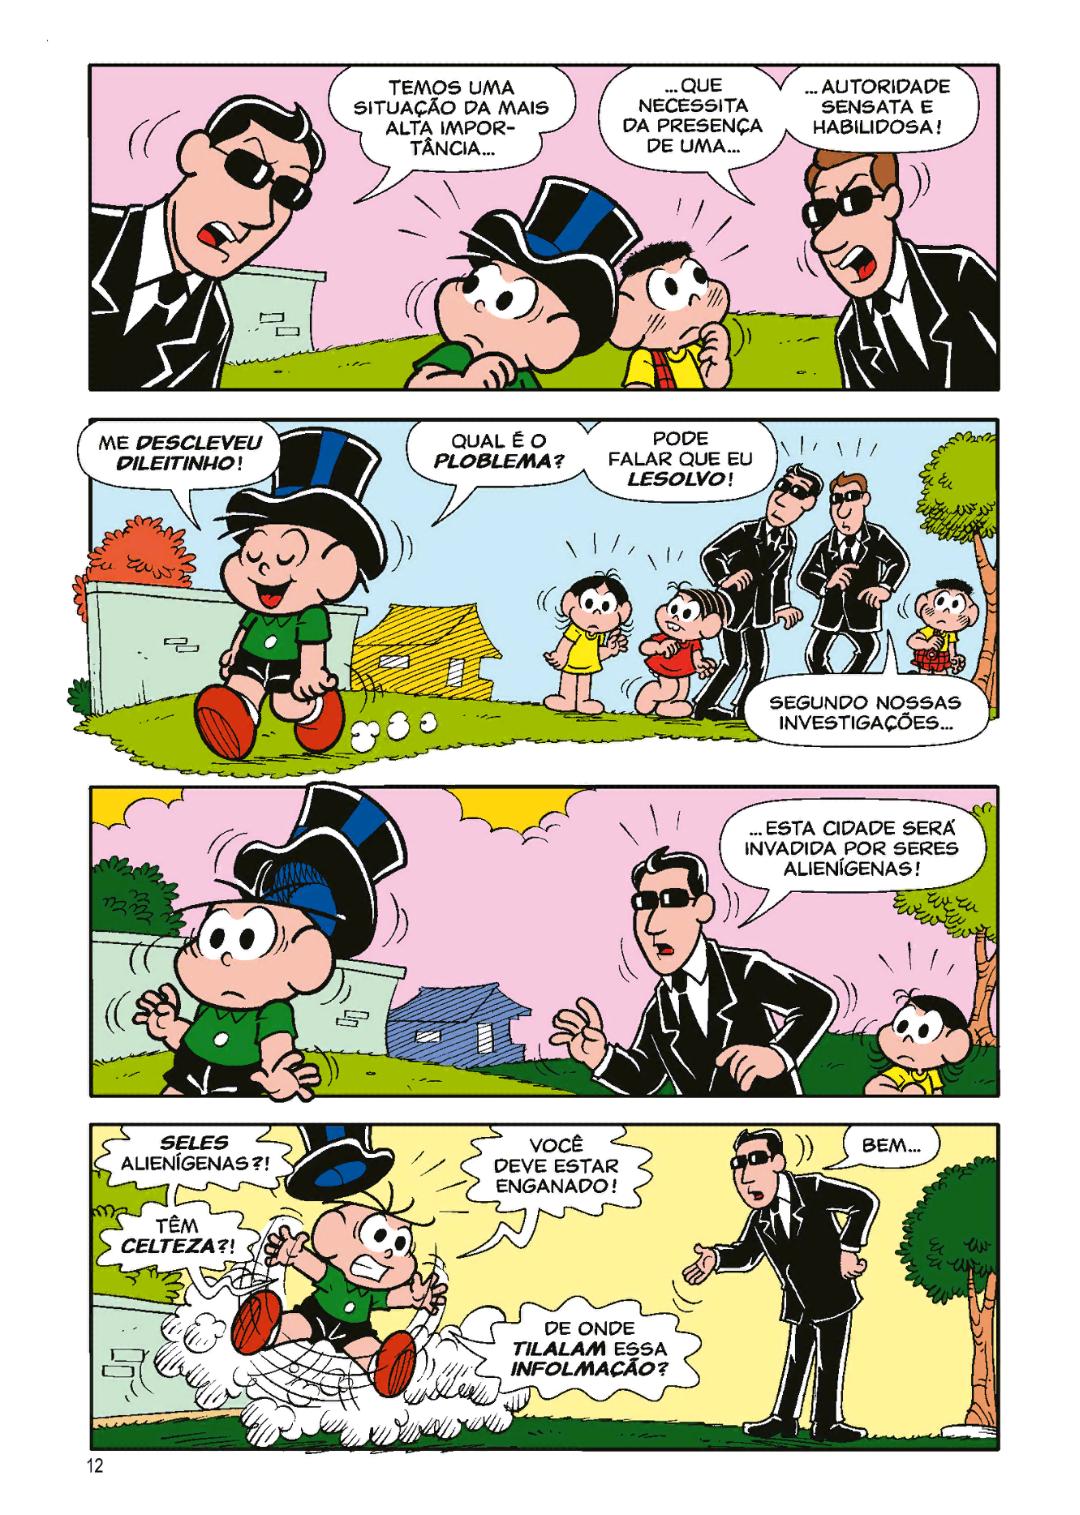 TEMOS UMA
SITUAÇÃO DA MAIS
ALTA IMPOR-
TÂNCIA...
...QUE
NECESSITA
DA PRESENÇA
DE UMA...
...AUTORIDADE
SENSATA E
HABILIDOSA!
ME DESCLEVEU
DILEITINHO!
QUAL É O
PLOBLEMA?
PODE
FALAR QUE EU
LESOLVO!
SEGUNDO NOSSAS
INVESTIGAÇÕES...
...ESTA CIDADE SERÁ
INVADIDA POR SERES
ALIENÍGENAS!
SELES
ALIENÍGENAS?!
TÊM
CELTEZA?!
VOCÊ
DEVE ESTAR
ENGANADO!
DE ONDE
TILALAM ESSA
INFOLMAÇÃO?
BEM...
12